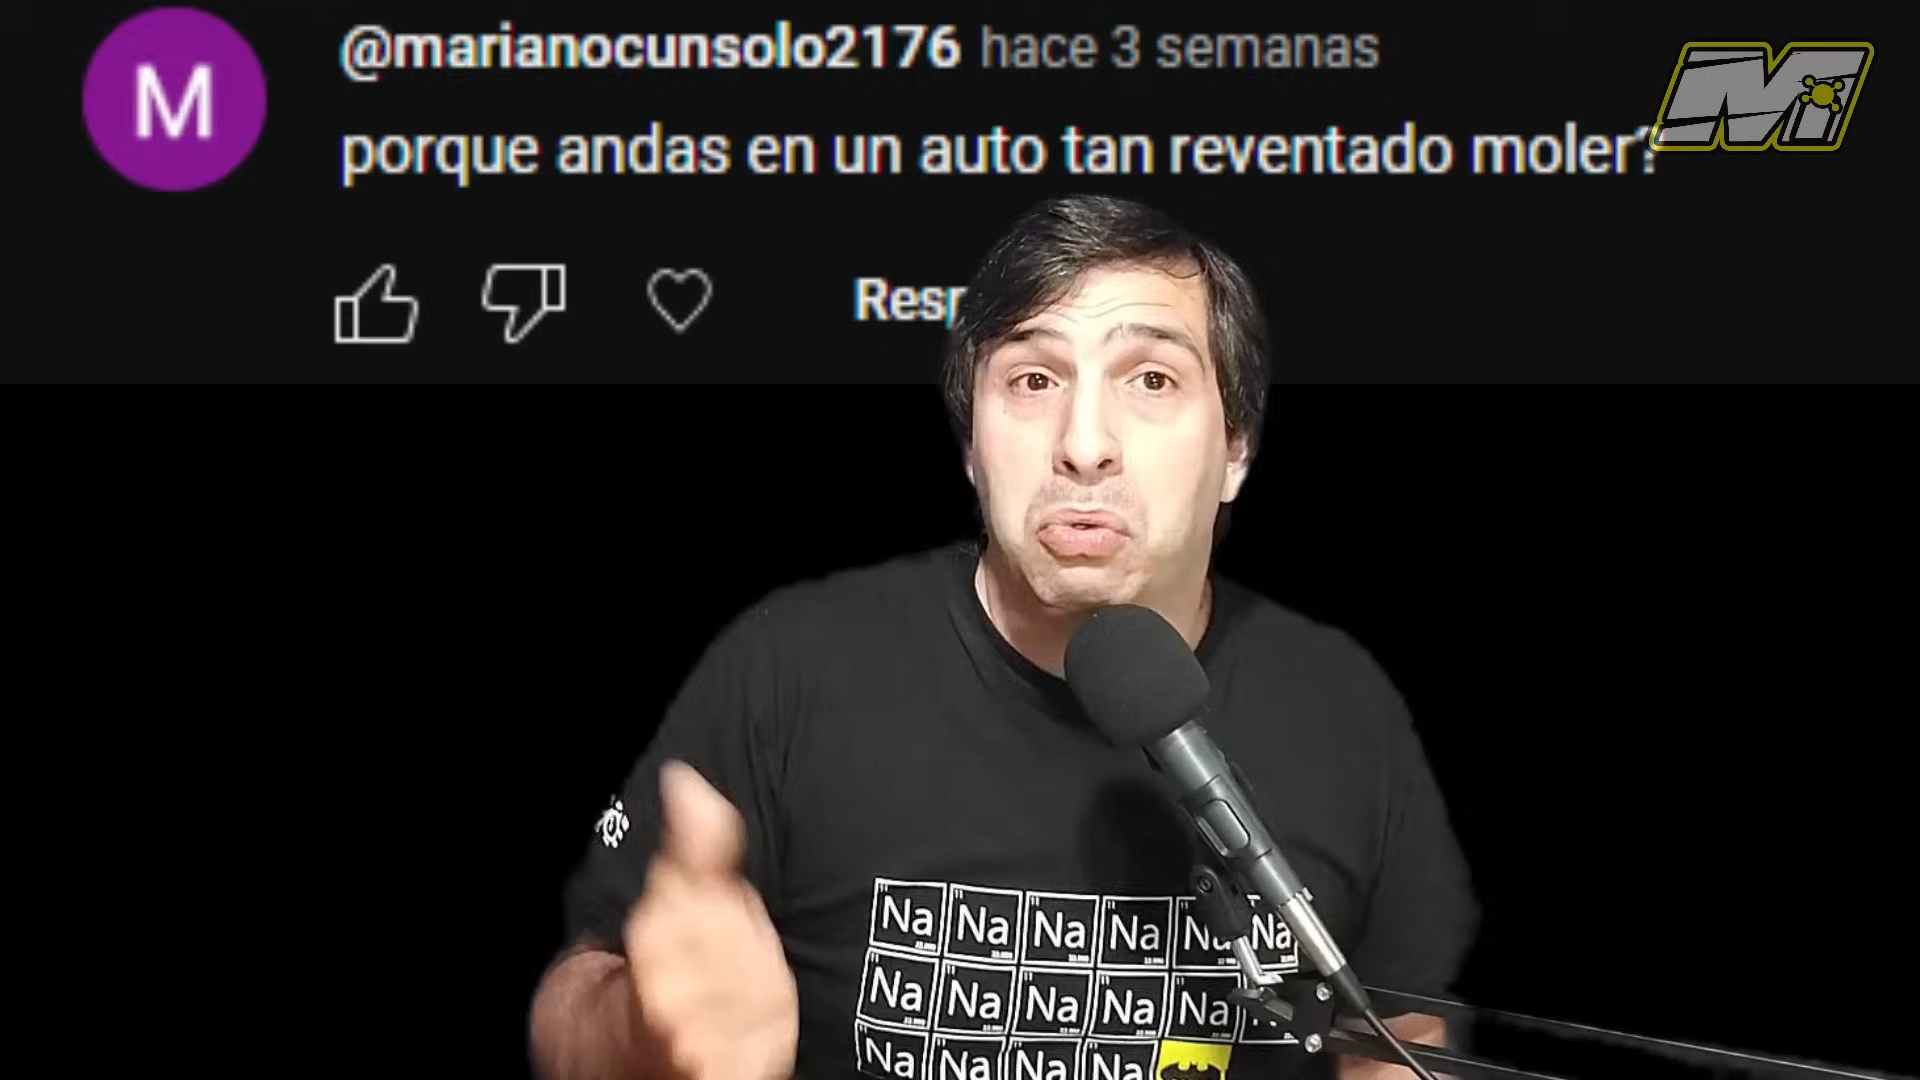 M
@marianocunsolo2176 hace 3 semanas
porque andas en un auto tan reventado moler?
Mi
Resp
Na Na Na Na Na Na
Na Na Na Na Na
Na Na Na Na